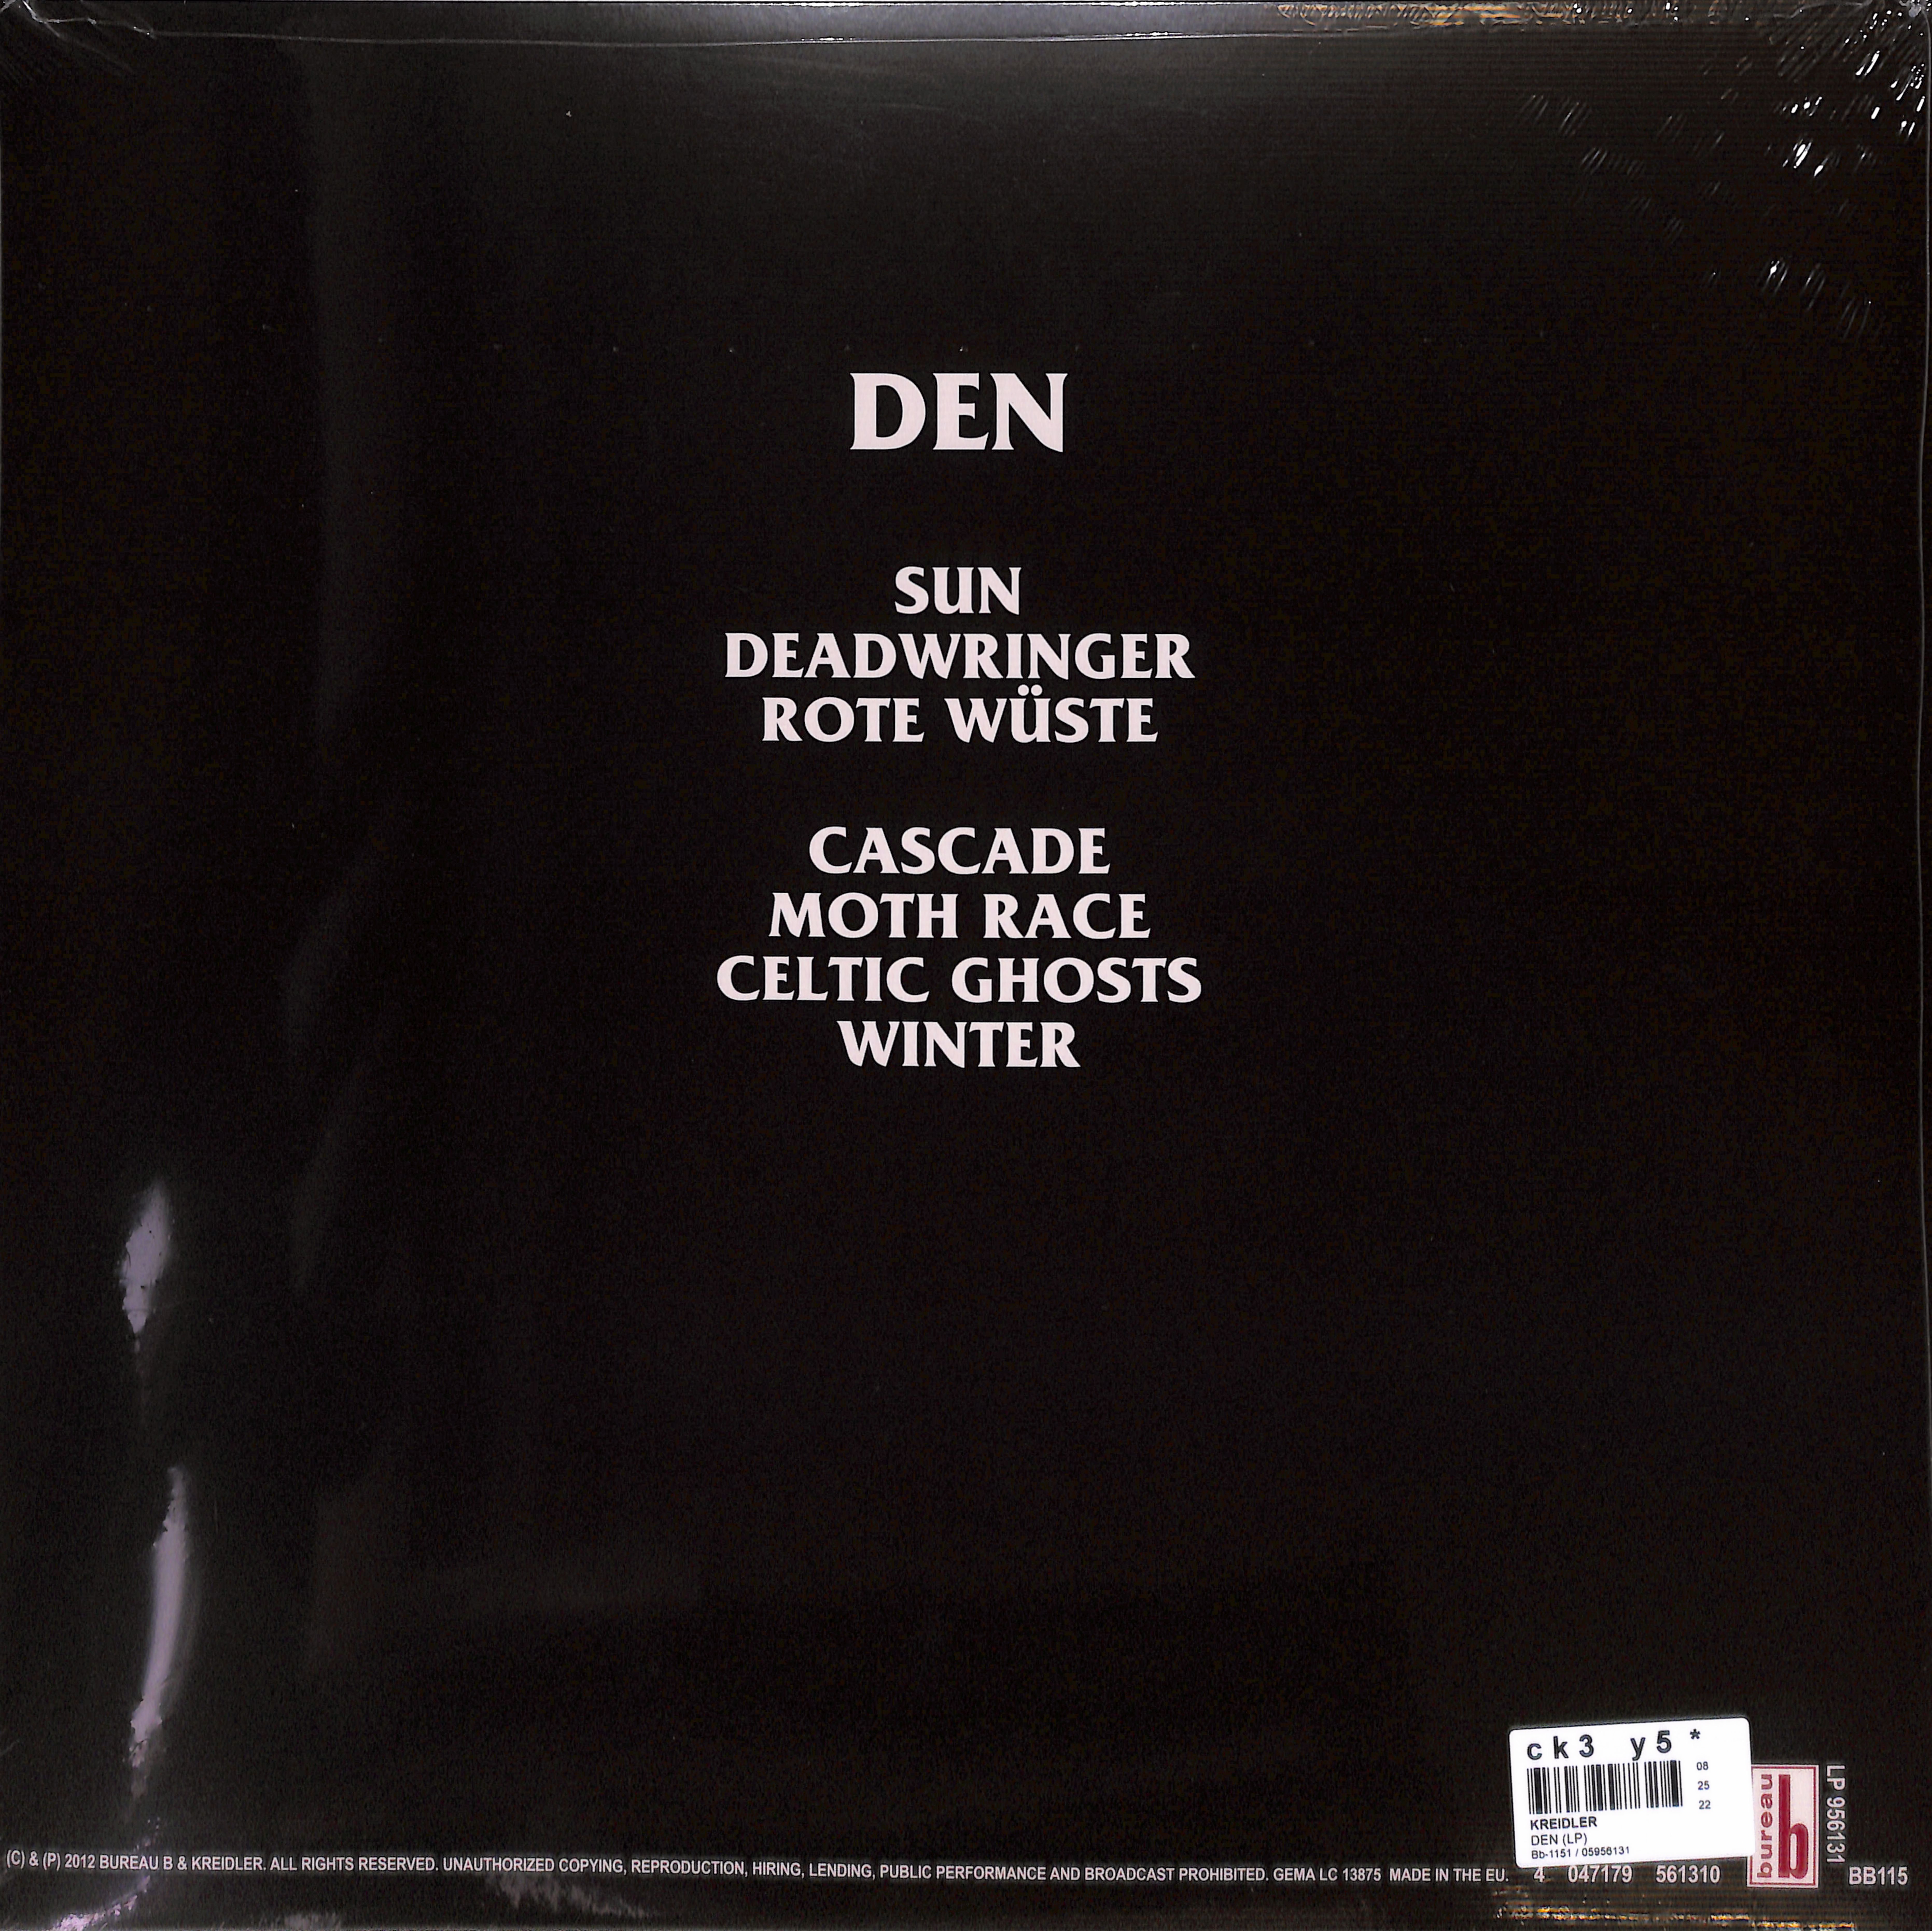 DEN
SUN
DEADWRINGER
ROTE WÜSTE
CASCADE
MOTH RACE
CELTIC GHOSTS
WINTER
c k 3 y 5 *
08
25
22
KREIDLER
DEN (LP)
Bb-1151 / 05956131
bureau b
LP 956131
(C) & (P) 2012 BUREAU B & KREIDLER. ALL RIGHTS RESERVED. UNAUTHORIZED COPYING, REPRODUCTION, HIRING, LENDING, PUBLIC PERFORMANCE AND BROADCAST PROHIBITED. GEMA LC 13875 MADE IN THE EU. 4 047179 561310 BB115